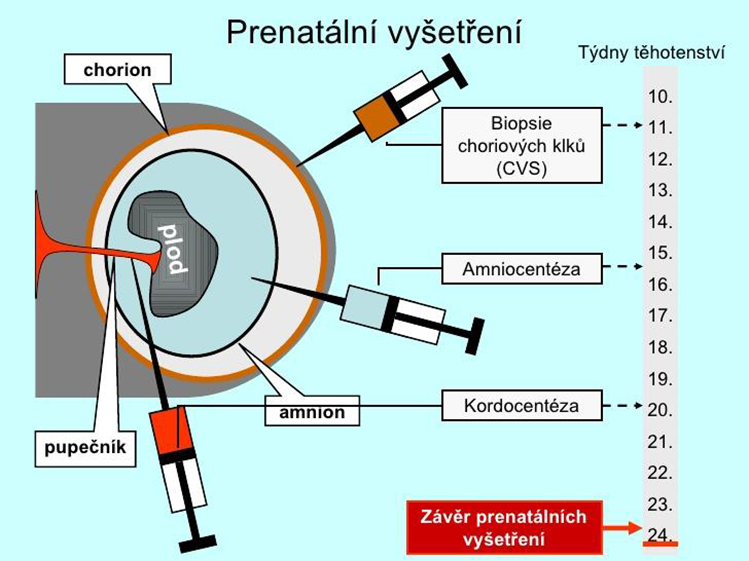 Prenatální vyšetření
Týdny těhotenství
chorion
10.
Biopsie
choriových klků
(CVS)
11.
12.
13.
14.
plod
15.
Amniocentéza
16.
17.
18.
19.
amnion
Kordocentéza
20.
pupečník
21.
22.
23.
Závěr prenatálních
vyšetření
24.